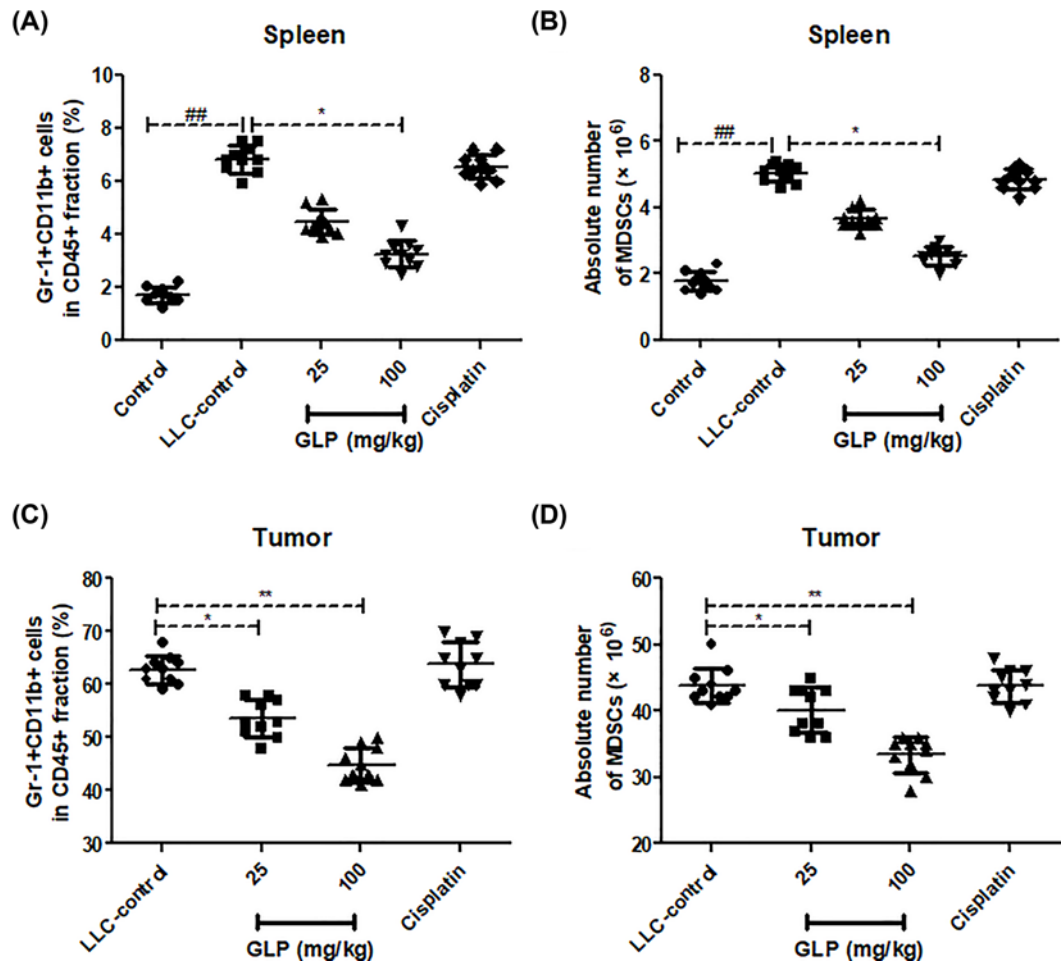 (A)
Spleen
Gr-1+CD11b+ cells
in CD45+ fraction (%)
10
8
6
4
2
0
##
*
Control
LLC-control
25
100
Cisplatin
GLP (mg/kg)
(B)
Spleen
Absolute number
of MDSCs (× 10⁶)
8
6
4
2
0
##
*
Control
LLC-control
25
100
Cisplatin
GLP (mg/kg)
(C)
Tumor
Gr-1+CD11b+ cells
in CD45+ fraction (%)
80
70
60
50
40
30
**
*
LLC-control
25
100
Cisplatin
GLP (mg/kg)
(D)
Tumor
Absolute number
of MDSCs (× 10⁶)
60
50
40
30
20
**
*
LLC-control
25
100
Cisplatin
GLP (mg/kg)